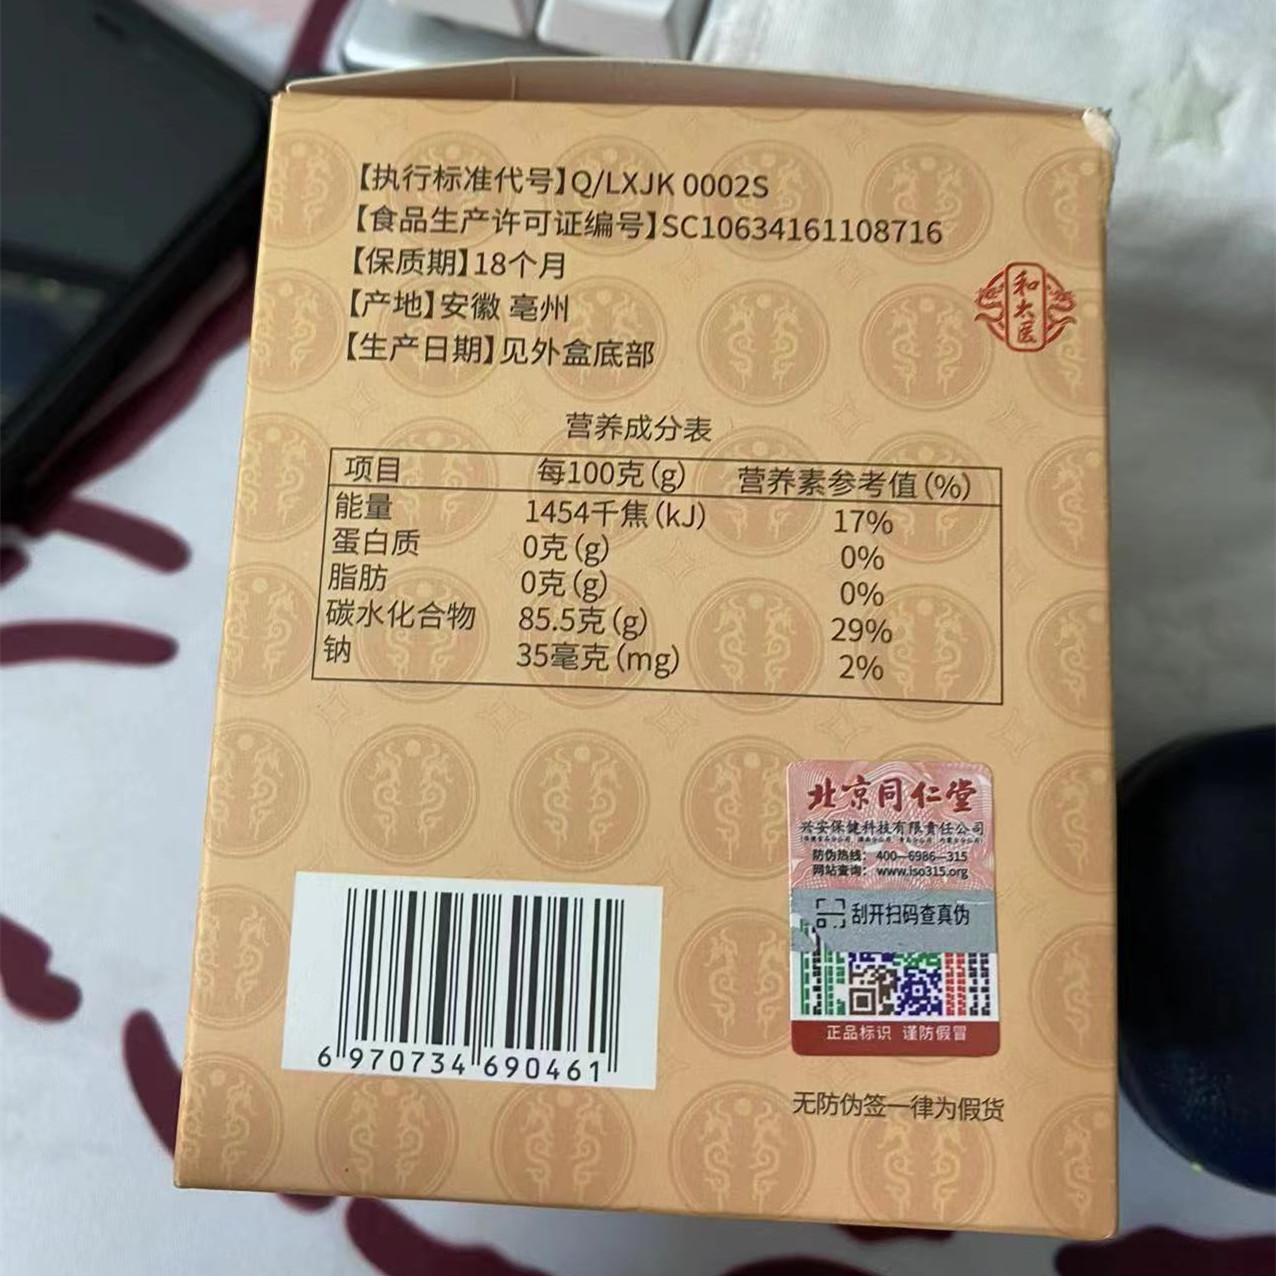 【执行标准代号】Q/LXJK 0002S
【食品生产许可证编号】SC10634161108716
【保质期】18个月
【产地】安徽 亳州
【生产日期】见外盒底部
和太医
营养成分表
项目 每100克(g) 营养素参考值(%)
能量 1454千焦(kJ) 17%
蛋白质 0克(g) 0%
脂肪 0克(g) 0%
碳水化合物 85.5克(g) 29%
钠 35毫克(mg) 2%
北京同仁堂
兴安保健科技有限責任公司
防伪热线: 400—6986—315
网站查询: www.iso315.org
刮开扫码查真伪
正品标识 谨防假冒
6 970734 690461
无防伪签一律为假货